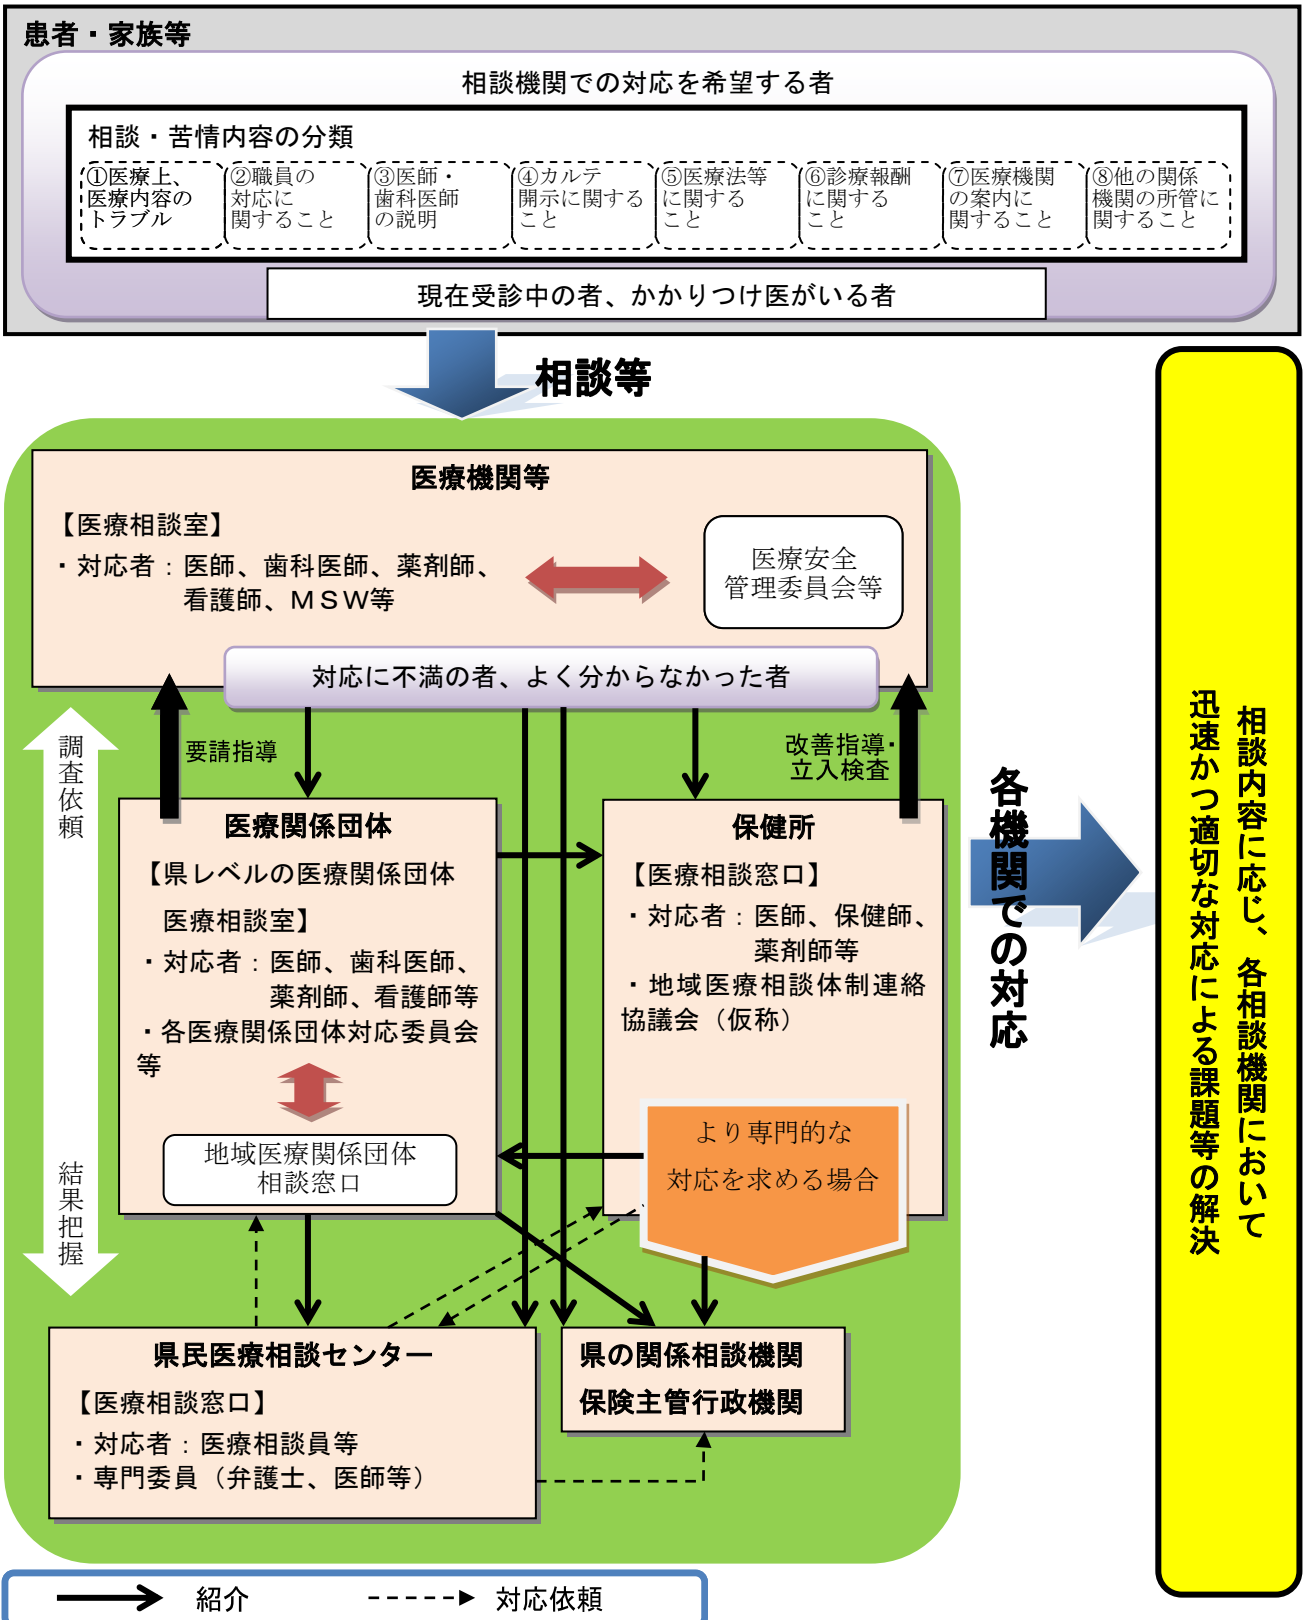 患者・家族等
相談機関での対応を希望する者
相談・苦情内容の分類
①医療上、
医療内容の
トラブル
②職員の
対応に
関すること
③医師・
歯科医師
の説明
④カルテ
開示に関する
こと
⑤医療法等
に関する
こと
⑥診療報酬
に関する
こと
⑦医療機関
の案内に
関すること
⑧他の関係
機関の所管に
関すること
現在受診中の者、かかりつけ医がいる者
相談等
医療機関等
【医療相談室】
・対応者：医師、歯科医師、薬剤師、
看護師、ＭＳＷ等
医療安全
管理委員会等
対応に不満の者、よく分からなかった者
調査依頼
結果把握
要請指導
改善指導・
立入検査
医療関係団体
【県レベルの医療関係団体
医療相談室】
・対応者：医師、歯科医師、
薬剤師、看護師等
・各医療関係団体対応委員会
等
地域医療関係団体
相談窓口
保健所
【医療相談窓口】
・対応者：医師、保健師、
薬剤師等
・地域医療相談体制連絡
協議会（仮称）
より専門的な
対応を求める場合
県民医療相談センター
【医療相談窓口】
・対応者：医療相談員等
・専門委員（弁護士、医師等）
県の関係相談機関
保険主管行政機関
各機関での対応
相談内容に応じ、各相談機関において
迅速かつ適切な対応による課題等の解決
紹介
対応依頼